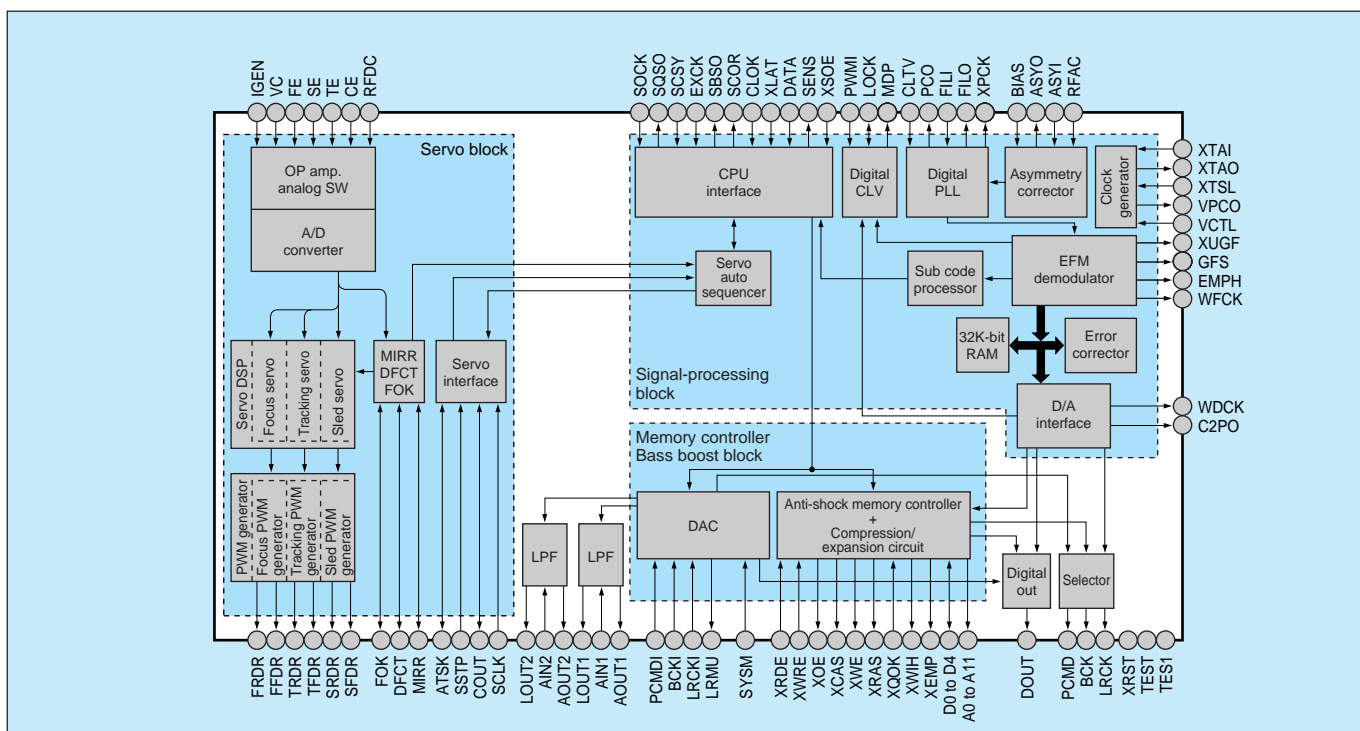 IGEN
VC
FE
SE
TE
CE
RFDC
SOCK
SQSO
SCSY
EXCK
SBSO
SCOR
CLOK
XLAT
DATA
SENS
XSOE
PWMI
LOCK
MDP
CLTV
PCO
FILI
FILO
XPCK
BIAS
ASYO
ASYI
RFAC
Servo block
OP amp.
analog SW
A/D
converter
CPU
interface
Digital
CLV
Digital
PLL
Asymmetry
corrector
Clock
generator
XTAI
XTAO
XTSL
VPCO
VCTL
XUGF
GFS
EMPH
WFCK
Servo
auto
sequencer
Sub code
processor
EFM
demodulator
32K-bit
RAM
Error
corrector
Servo DSP
Focus servo
Tracking servo
Sled servo
MIRR
DFCT
FOK
Servo
interface
Signal-processing
block
D/A
interface
WDCK
C2PO
Memory controller
Bass boost block
PWM generator
Focus PWM
generator
Tracking PWM
generator
Sled PWM
generator
LPF
LPF
DAC
Anti-shock memory controller
+
Compression/
expansion circuit
Digital
out
Selector
FRDR
FFDR
TRDR
TFDR
SRDR
SFDR
FOK
DFCT
MIRR
ATSK
SSTP
COUT
SCLK
LOUT2
AIN2
AOUT2
LOUT1
AIN1
AOUT1
PCMDI
BCKI
LRCKI
LRMU
SYSM
XRDE
XWRE
XOE
XCAS
XWE
XRAS
XQOK
XWIH
XEMP
D0 to D4
A0 to A11
DOUT
PCMD
BCK
LRCK
XRST
TEST
TES1